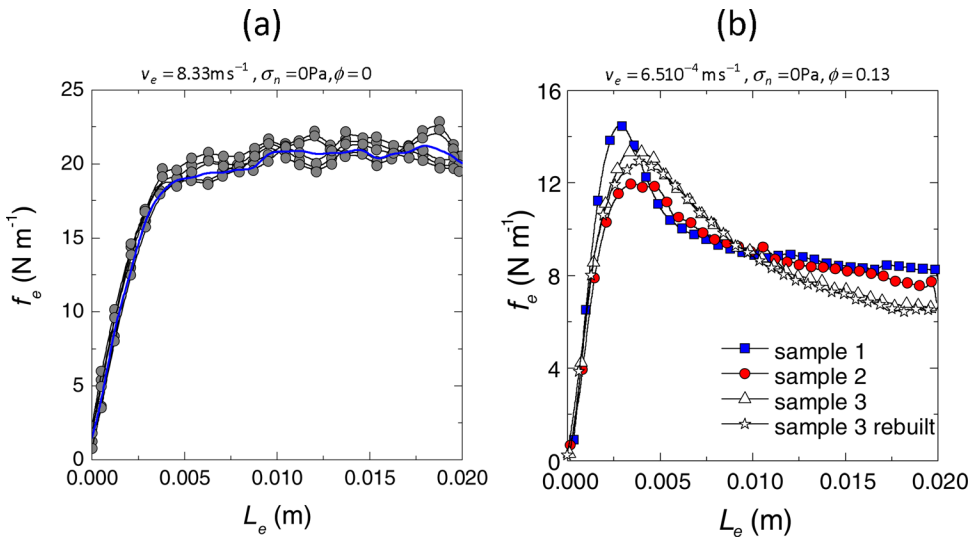 (a)
v_e = 8.33ms⁻¹ , σ_n =0Pa,ϕ=0
25
20
15
10
5
0
f_e (N m⁻¹)
0.000 0.005 0.010 0.015 0.020
L_e (m)
(b)
v_e = 6.510⁻⁴ ms⁻¹ , σ_n =0Pa, ϕ=0.13
16
12
8
4
0
f_e (N m⁻¹)
sample 1
sample 2
sample 3
sample 3 rebuilt
0.000 0.005 0.010 0.015 0.020
L_e (m)